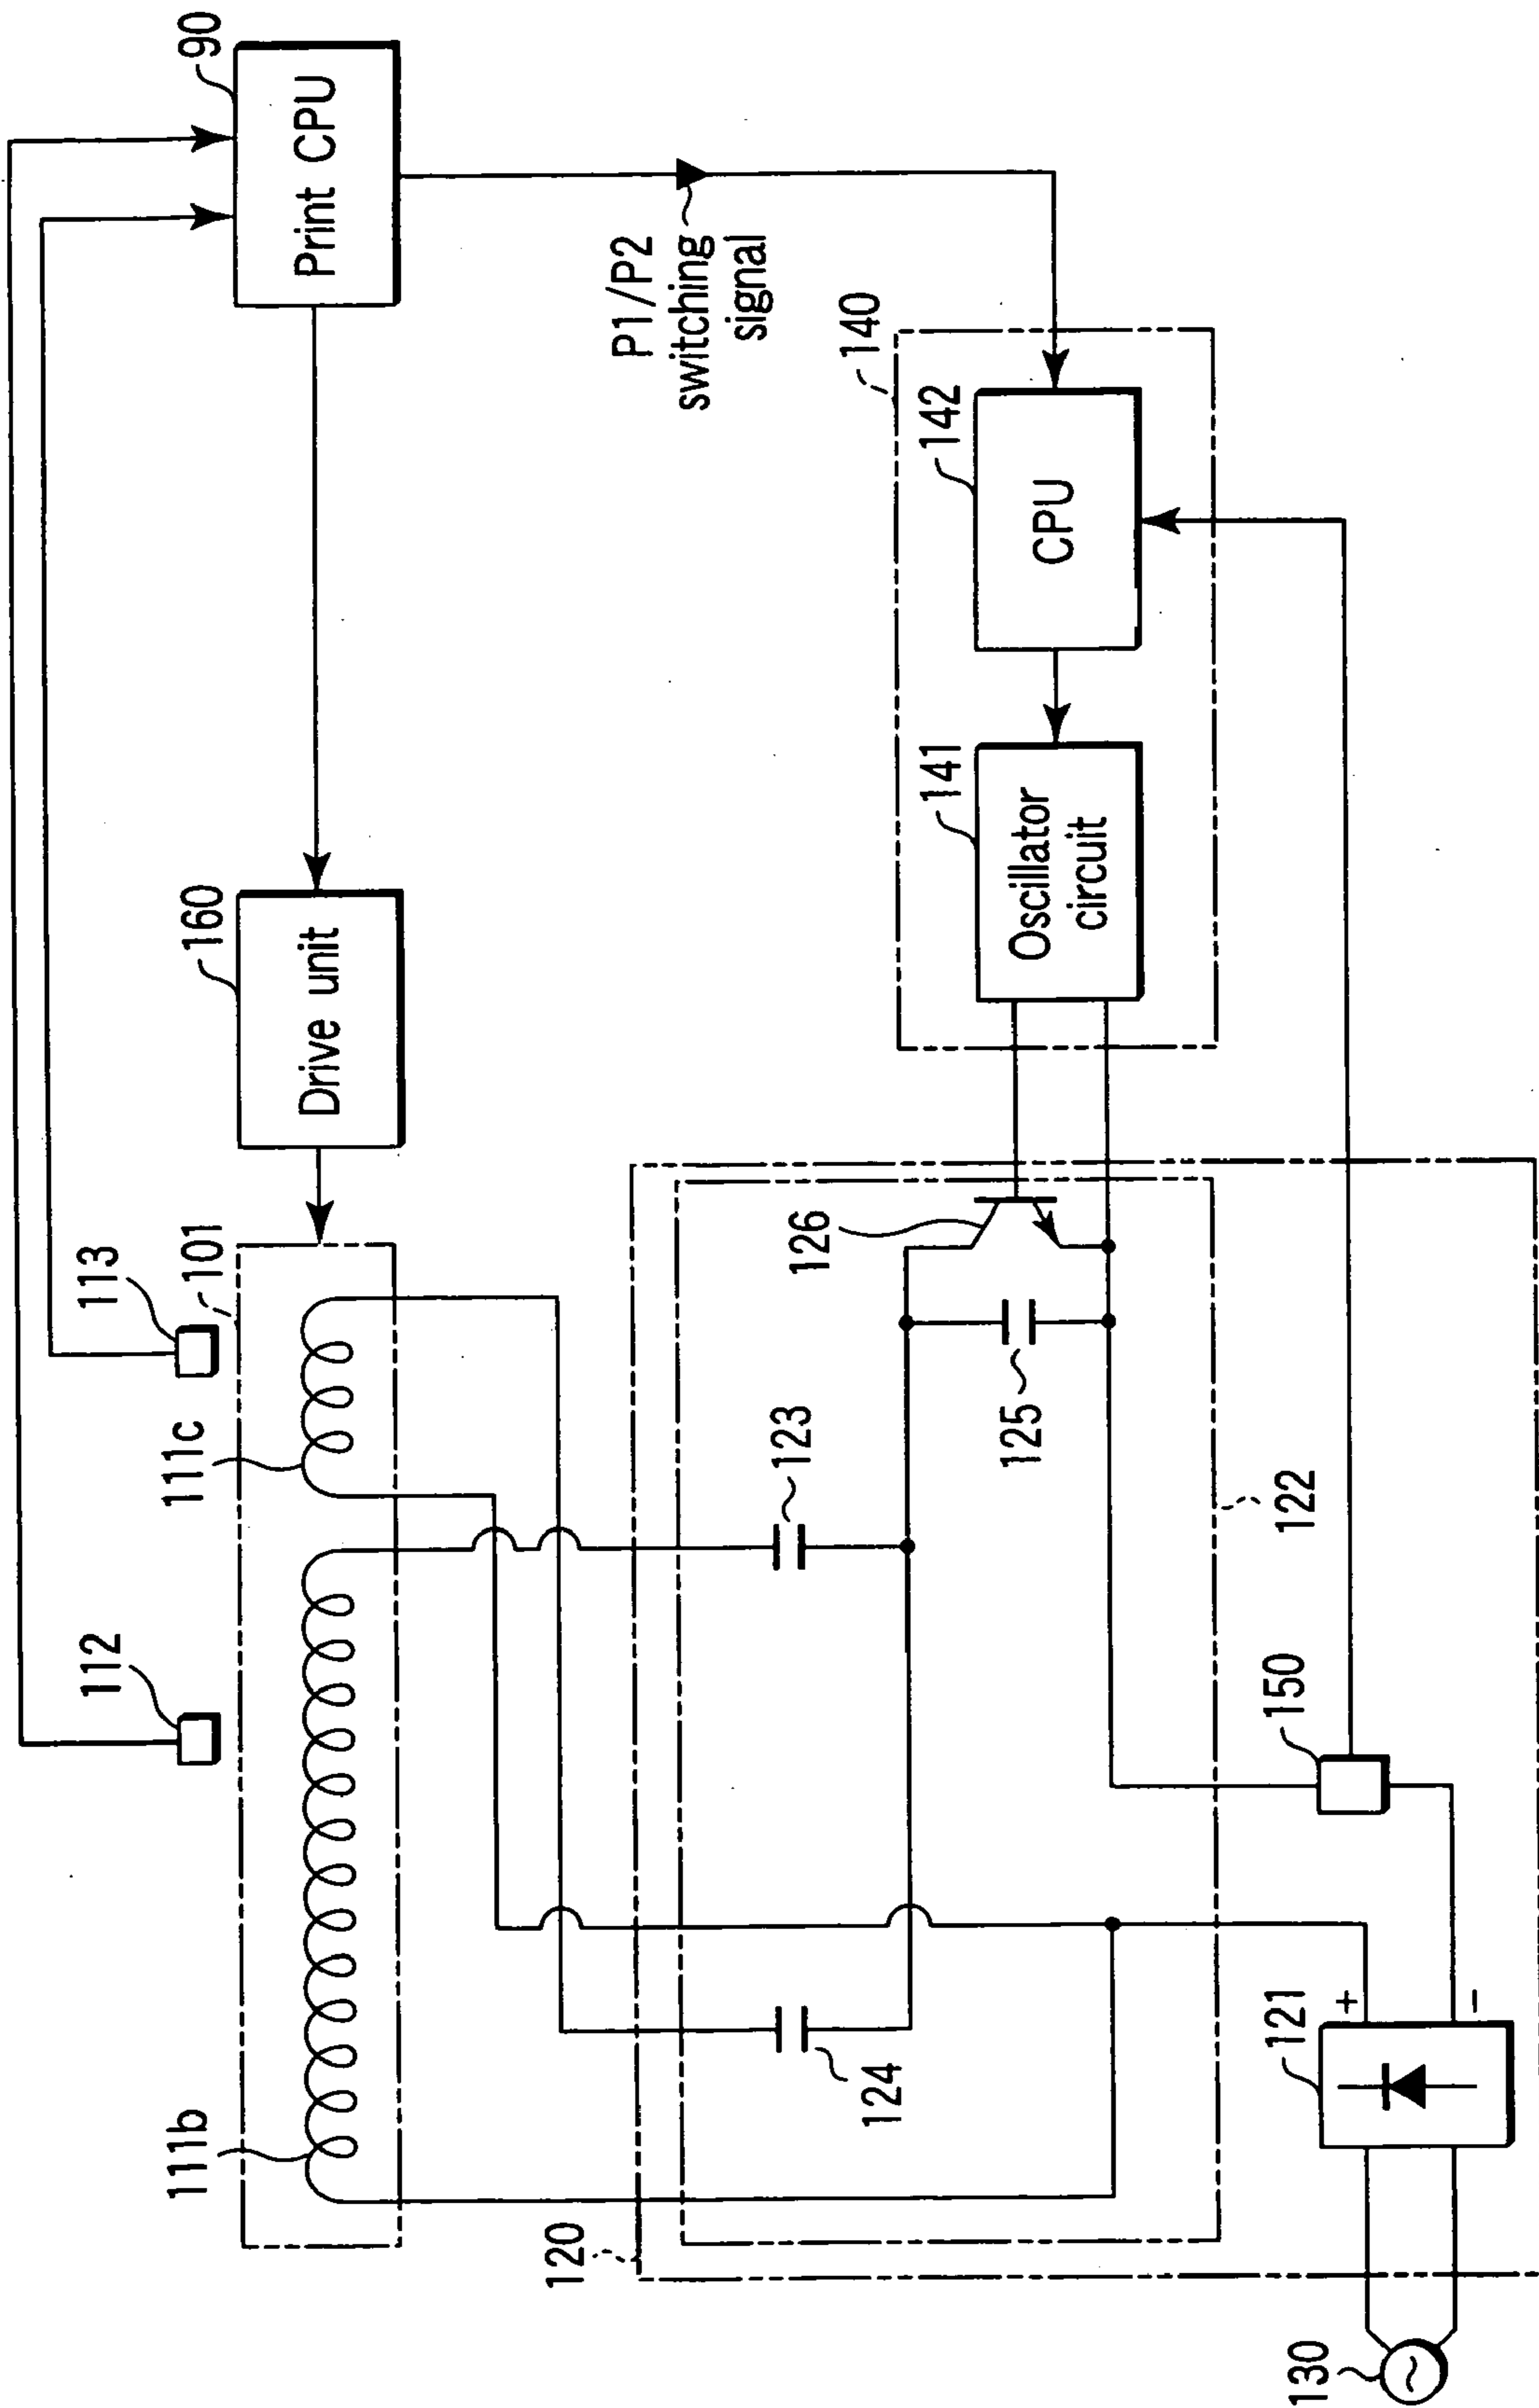 112
113
101
160
Drive unit
90
Print CPU
111b
111c
P1/P2
switching
signal
120
124
123
126
125
122
140
141
Oscillator
circuit
142
CPU
130
121
+
−
150